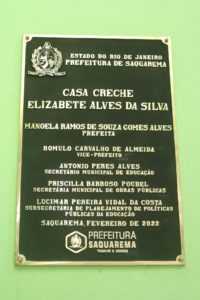 ESTADO DO RIO DE JANEIRO
PREFEITURA DE SAQUAREMA
CASA CRECHE
ELIZABETE ALVES DA SILVA
MANOELA RAMOS DE SOUZA GOMES ALVES
PREFEITA
ROMULO CARVALHO DE ALMEIDA
VICE-PREFEITO
ANTONIO PERES ALVES
SECRETÁRIO MUNICIPAL DE EDUCAÇÃO
PRISCILLA BARROSO POUBEL
SECRETÁRIA MUNICIPAL DE OBRAS PÚBLICAS
LUCIMAR PEREIRA VIDAL DA COSTA
SUBSECRETÁRIA DE PLANEJAMENTO DE POLÍTICAS
PÚBLICAS DA EDUCAÇÃO
SAQUAREMA, FEVEREIRO DE 2022
PREFEITURA
SAQUAREMA
TRABALHO E RESPEITO